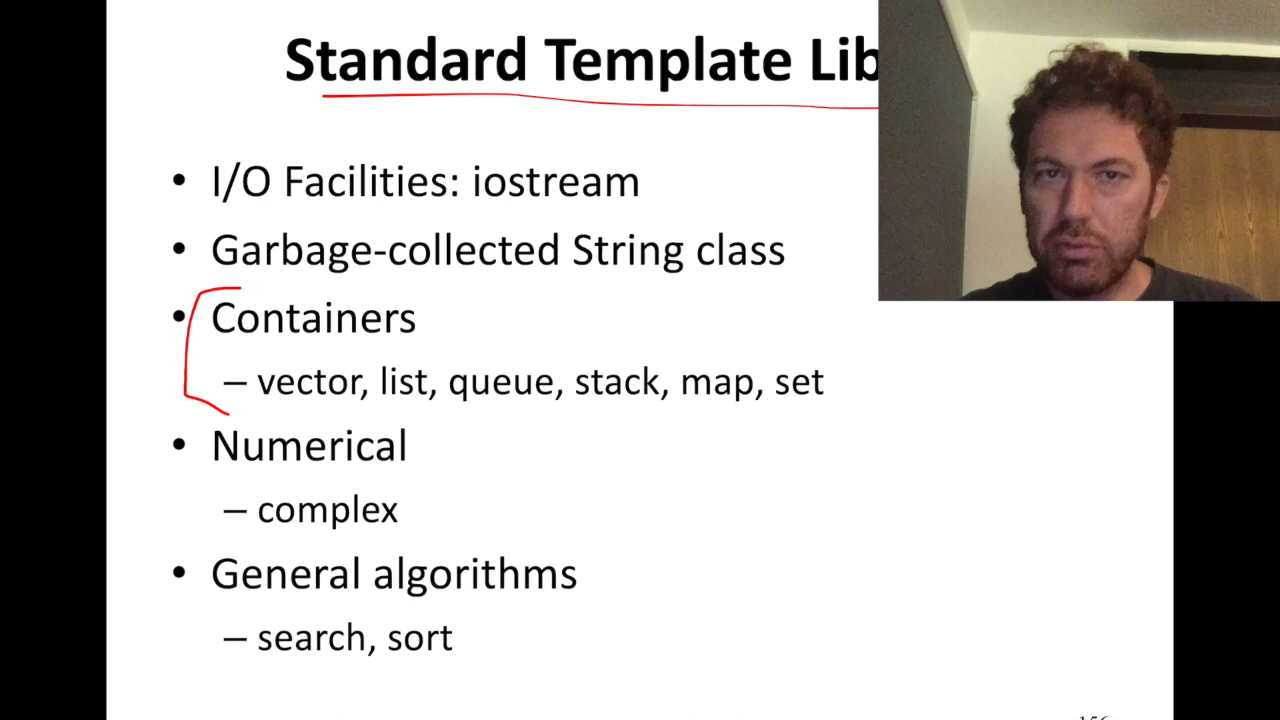 Standard Template Lib
• I/O Facilities: iostream
• Garbage-collected String class
• Containers
– vector, list, queue, stack, map, set
• Numerical
– complex
• General algorithms
– search, sort